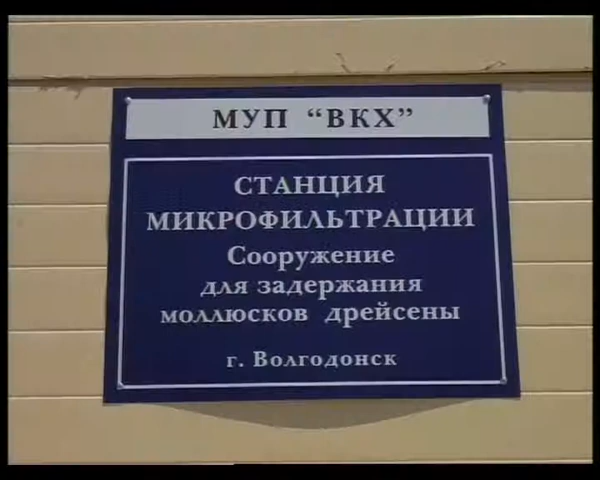 МУП “ВКХ”
СТАНЦИЯ
МИКРОФИЛЬТРАЦИИ
Сооружение
для задержания
моллюсков дрейсены
г. Волгодонск